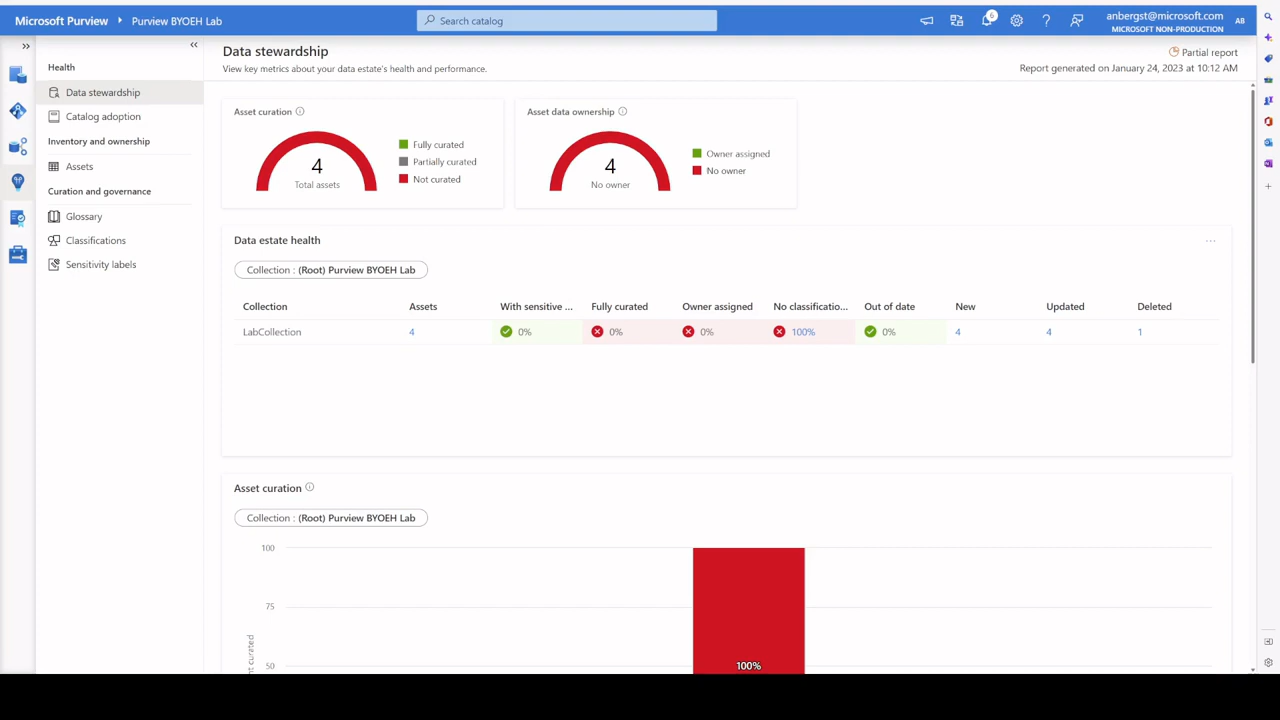 Microsoft Purview
Purview BYOEH Lab
Search catalog
6
anbergst@microsoft.com
MICROSOFT NON-PRODUCTION
AB
Health
Data stewardship
Catalog adoption
Inventory and ownership
Assets
Curation and governance
Glossary
Classifications
Sensitivity labels
Data stewardship
View key metrics about your data estate's health and performance.
Partial report
Report generated on January 24, 2023 at 10:12 AM
Asset curation
4
Total assets
Fully curated
Partially curated
Not curated
Asset data ownership
4
No owner
Owner assigned
No owner
Data estate health
Collection : (Root) Purview BYOEH Lab
Collection Assets With sensitive ... Fully curated Owner assigned No classificatio... Out of date New Updated Deleted
LabCollection 4 0% 0% 0% 100% 0% 4 4 1
Asset curation
Collection : (Root) Purview BYOEH Lab
100
75
50
100%